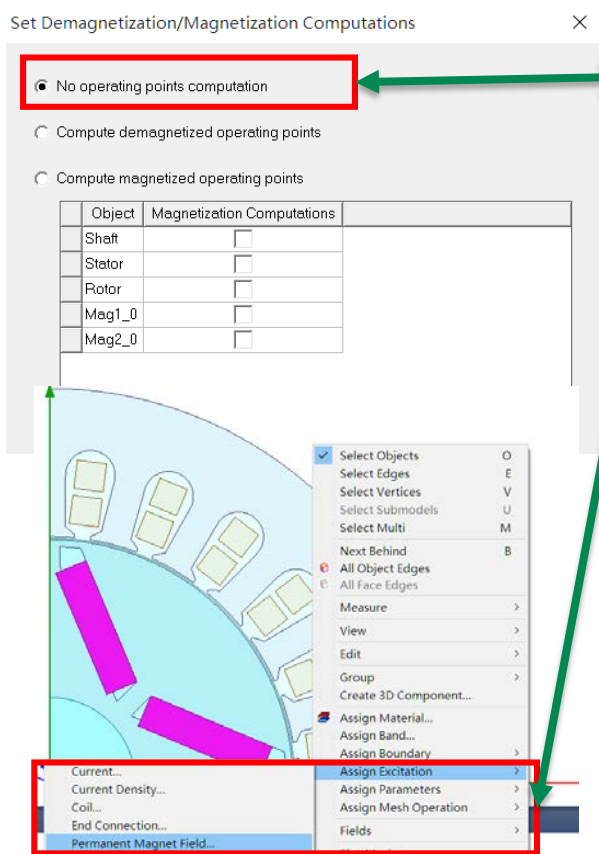 Set Demagnetization/Magnetization Computations
No operating points computation
Compute demagnetized operating points
Compute magnetized operating points
Object Magnetization Computations
Shaft
Stator
Rotor
Mag1_0
Mag2_0
Select Objects O
Select Edges E
Select Vertices V
Select Submodels U
Select Multi M
Next Behind B
All Object Edges
All Face Edges
Measure
View
Edit
Group
Create 3D Component...
Assign Material...
Assign Band...
Assign Boundary
Assign Excitation
Assign Parameters
Assign Mesh Operation
Fields
Current...
Current Density...
Coil...
End Connection...
Permanent Magnet Field...